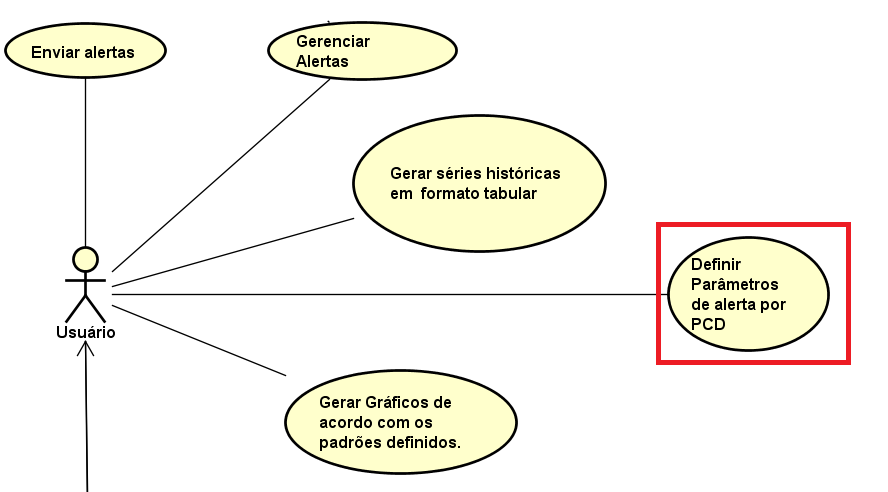 Enviar alertas
Gerenciar
Alertas
Gerar séries históricas
em formato tabular
Definir
Parâmetros
de alerta por
PCD
Usuário
Gerar Gráficos de
acordo com os
padrões definidos.